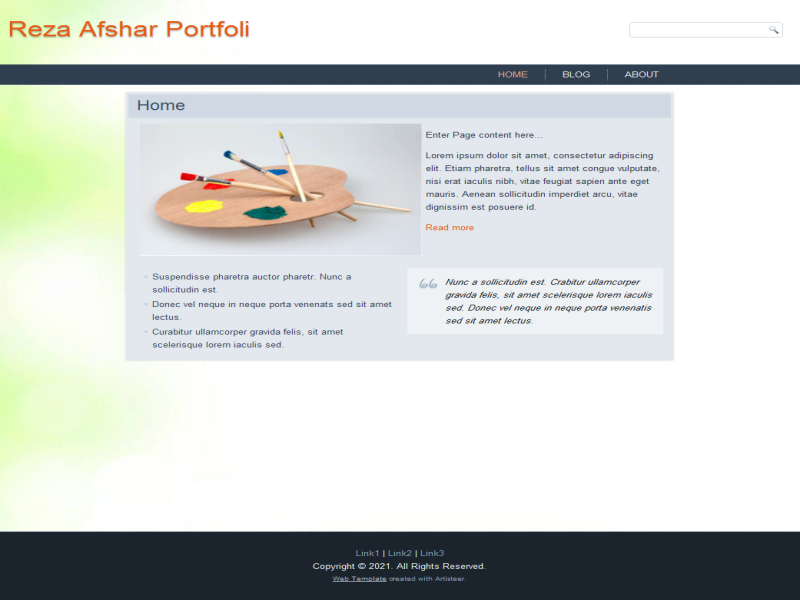 Reza Afshar Portfoli
HOME
BLOG
ABOUT
Home
Enter Page content here...
Lorem ipsum dolor sit amet, consectetur adipiscing
elit. Etiam pharetra, tellus sit amet congue vulputate,
nisi erat iaculis nibh, vitae feugiat sapien ante eget
mauris. Aenean sollicitudin imperdiet arcu, vitae
dignissim est posuere id.
Read more
Suspendisse pharetra auctor pharetr. Nunc a
sollicitudin est.
Donec vel neque in neque porta venenats sed sit amet
lectus.
Curabitur ullamcorper gravida felis, sit amet
scelerisque lorem iaculis sed.
Nunc a sollicitudin est. Crabitur ullamcorper
gravida felis, sit amet scelerisque lorem iaculis
sed. Donec vel neque in neque porta venenatis
sed sit amet lectus.
Link1 | Link2 | Link3
Copyright © 2021. All Rights Reserved.
Web Template created with Artisteer.